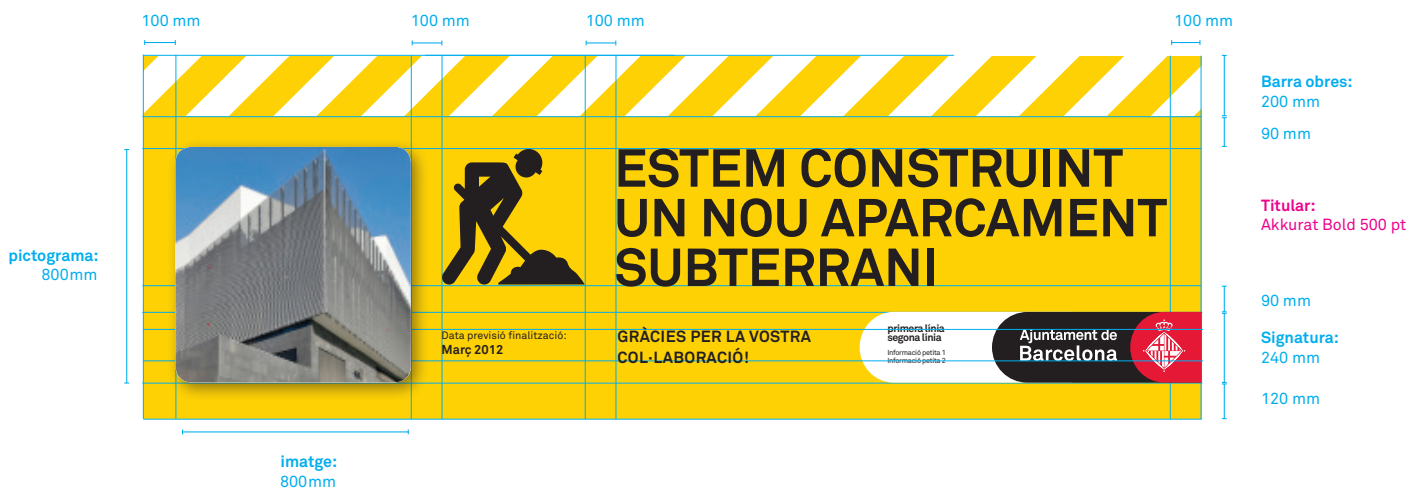 100 mm
100 mm
100 mm
100 mm
Barra obres:
200 mm
90 mm
ESTEM CONSTRUINT
UN NOU APARCAMENT
SUBTERRANI
Titular:
Akkurat Bold 500 pt
pictograma:
800mm
90 mm
Data previsió finalització:
Març 2012
GRÀCIES PER LA VOSTRA
COL·LABORACIÓ!
primera línia
segona línia
Informació petita 1
Informació petita 2
Ajuntament de
Barcelona
Signatura:
240 mm
120 mm
imatge:
800mm